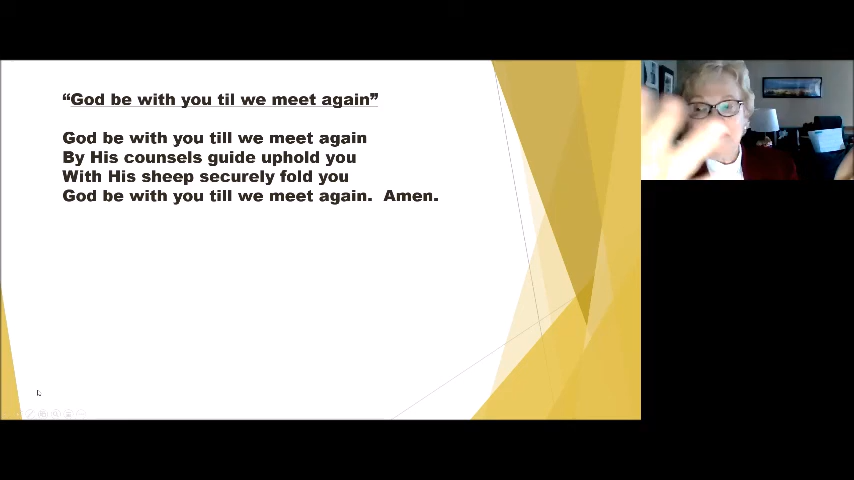 “God be with you til we meet again”
God be with you till we meet again
By His counsels guide uphold you
With His sheep securely fold you
God be with you till we meet again.  Amen.